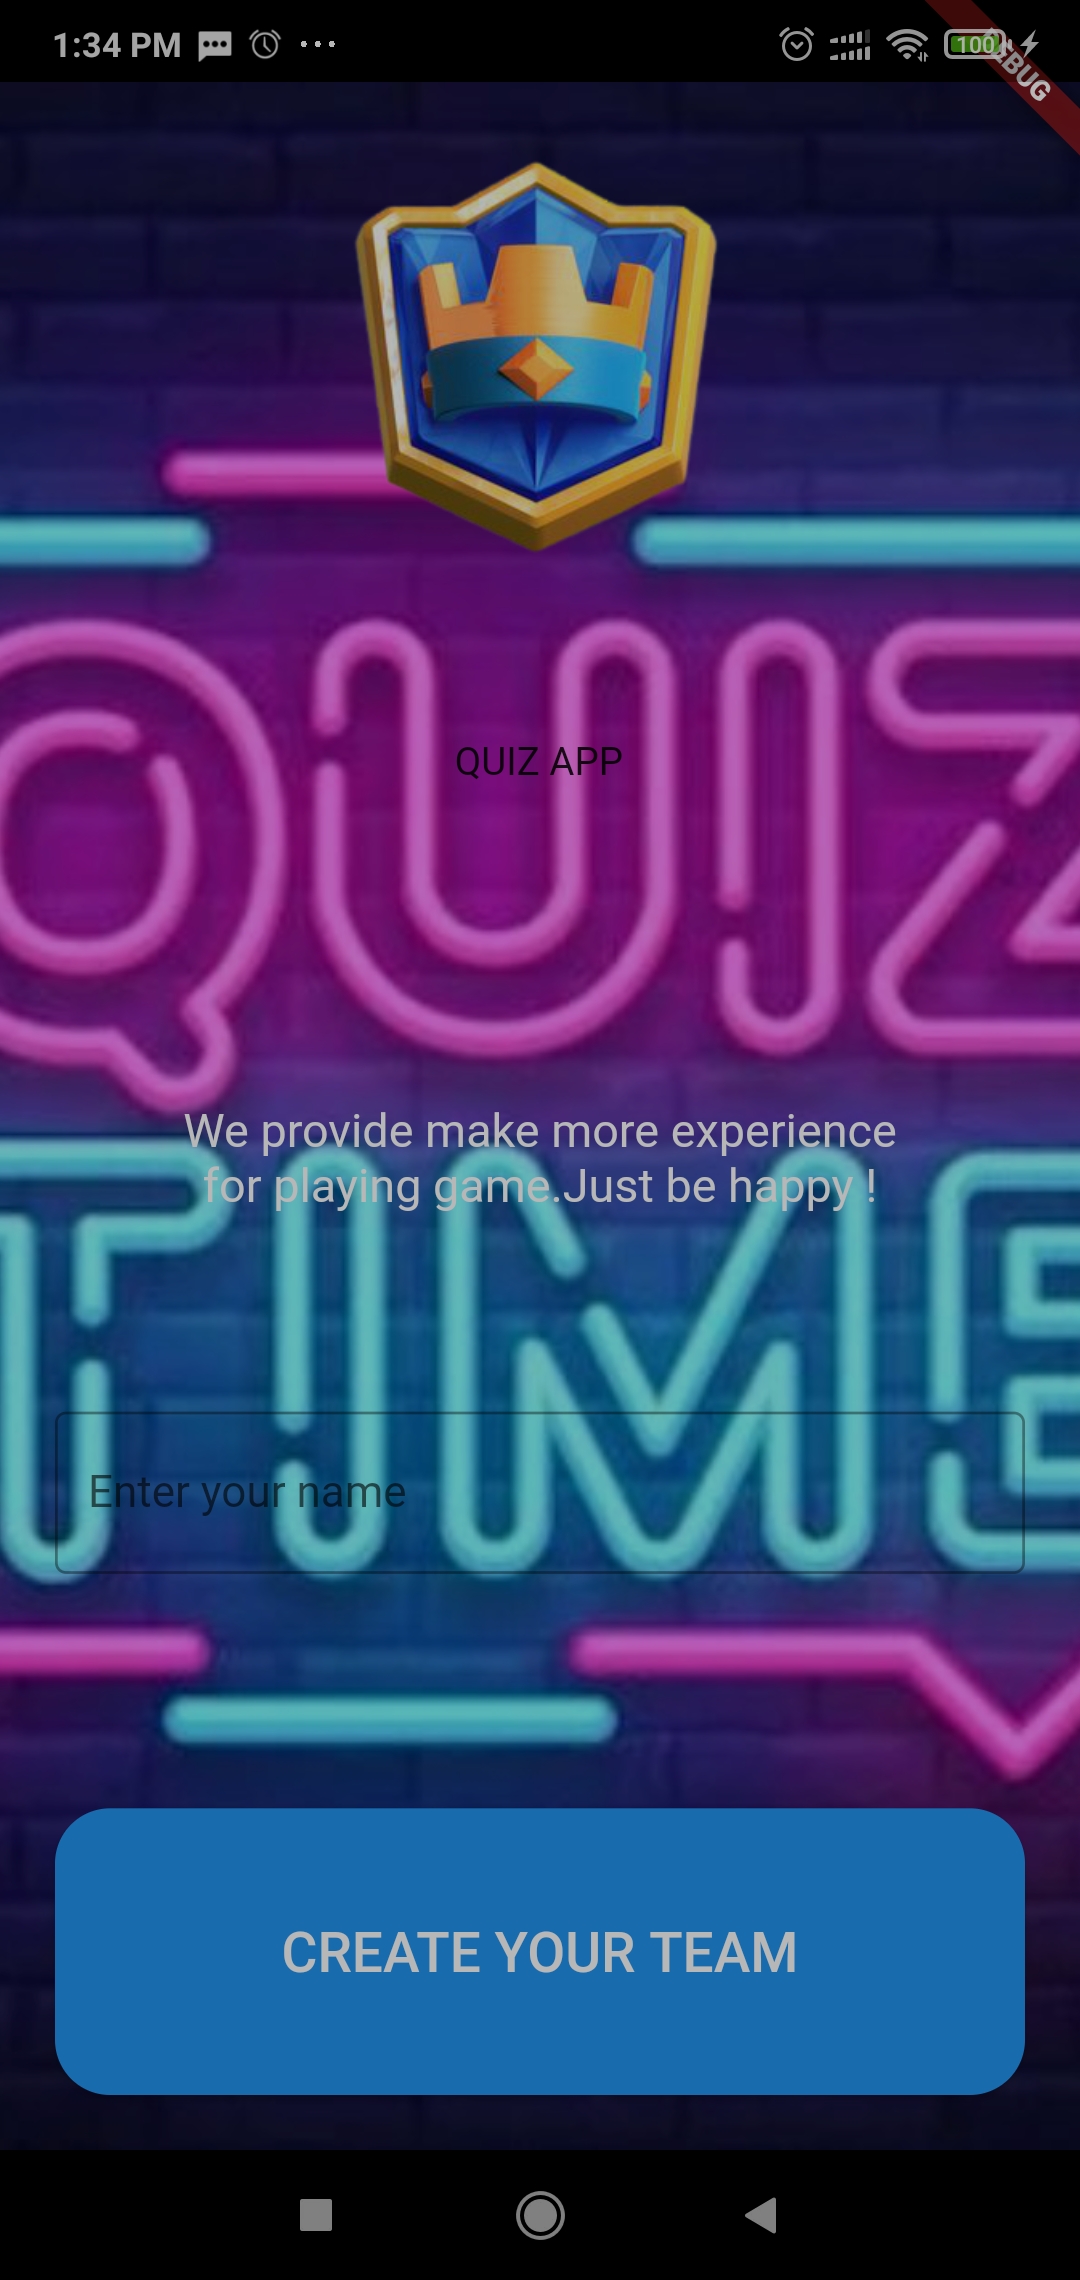 1:34 PM
100
DEBUG
QUIZ
QUIZ APP
We provide make more experience
for playing game.Just be happy !
TIME
Enter your name
CREATE YOUR TEAM